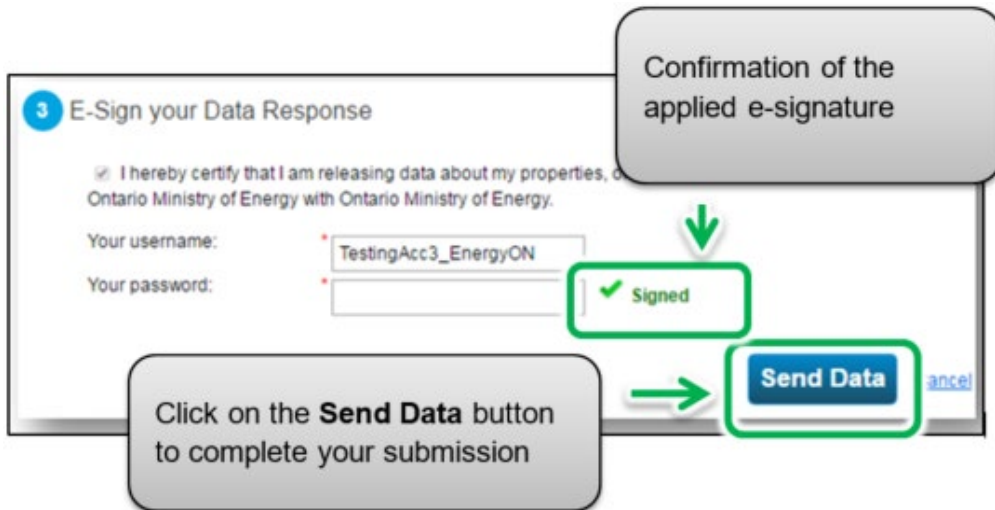 Confirmation of the
applied e-signature
3 E-Sign your Data Response
I hereby certify that I am releasing data about my properties,
Ontario Ministry of Energy with Ontario Ministry of Energy.
Your username: * TestingAcc3_EnergyON
Your password: *
Signed
Send Data
Click on the Send Data button
to complete your submission